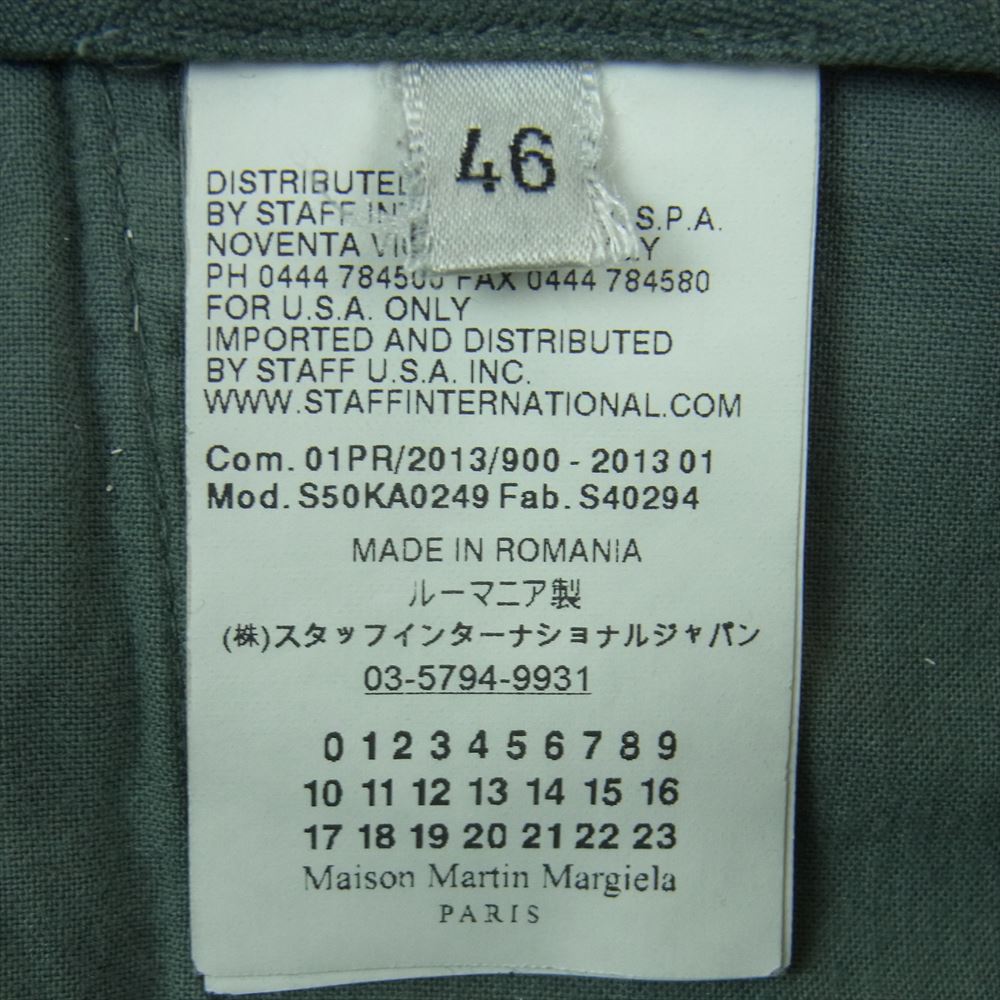 46
DISTRIBUTED
BY STAFF S.P.A.
NOVENTA
PH 0444 784500 FAX 0444 784580
FOR U.S.A. ONLY
IMPORTED AND DISTRIBUTED
BY STAFF U.S.A. INC.
WWW.STAFFINTERNATIONAL.COM
Com. 01PR/2013/900 - 2013 01
Mod. S50KA0249 Fab. S40294
MADE IN ROMANIA
ルーマニア製
(株)スタッフインターナショナルジャパン
03-5794-9931
0 1 2 3 4 5 6 7 8 9
10 11 12 13 14 15 16
17 18 19 20 21 22 23
Maison Martin Margiela
PARIS